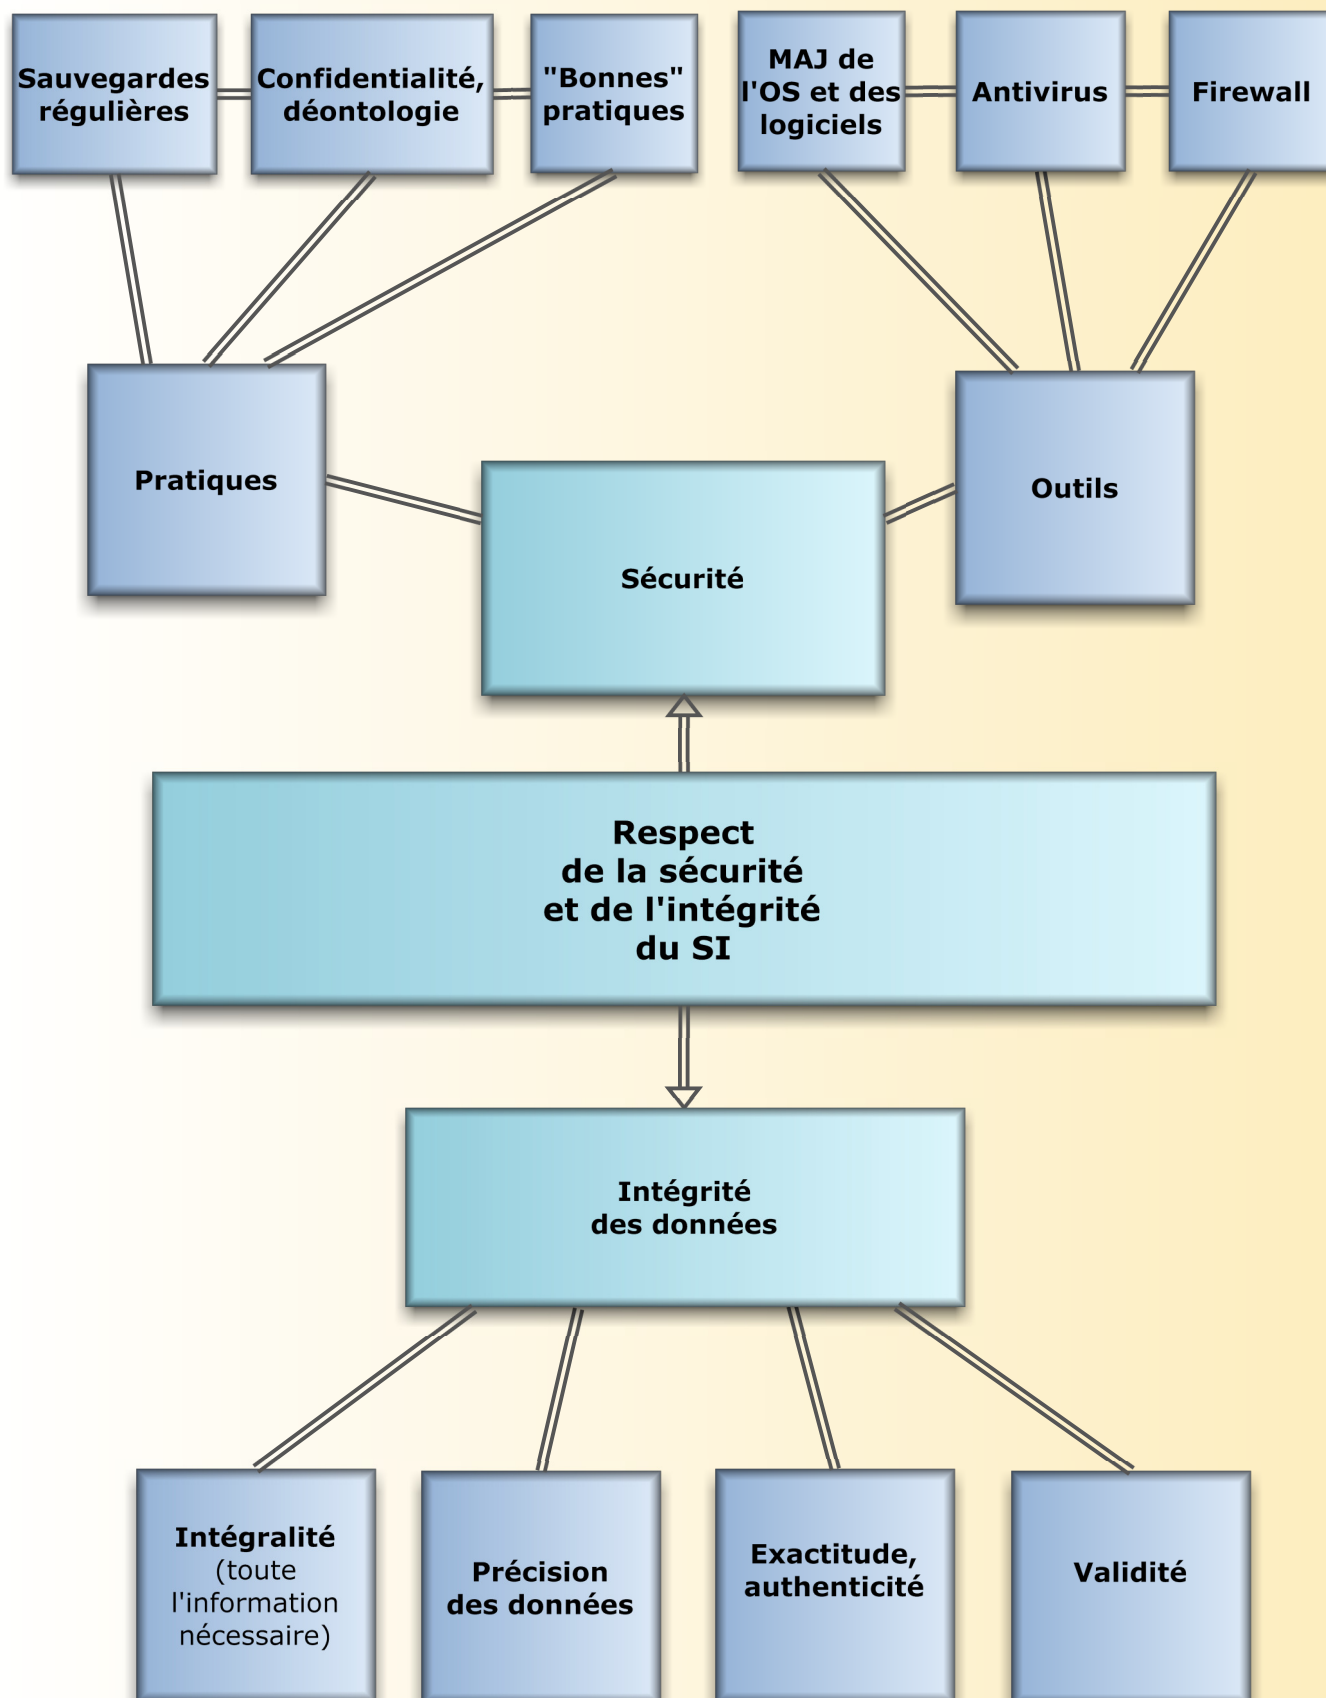 Sauvegardes
régulières
Confidentialité,
déontologie
"Bonnes"
pratiques
MAJ de
l'OS et des
logiciels
Antivirus
Firewall
Pratiques
Outils
Sécurité
Respect
de la sécurité
et de l'intégrité
du SI
Intégrité
des données
Intégralité
(toute
l'information
nécessaire)
Précision
des données
Exactitude,
authenticité
Validité